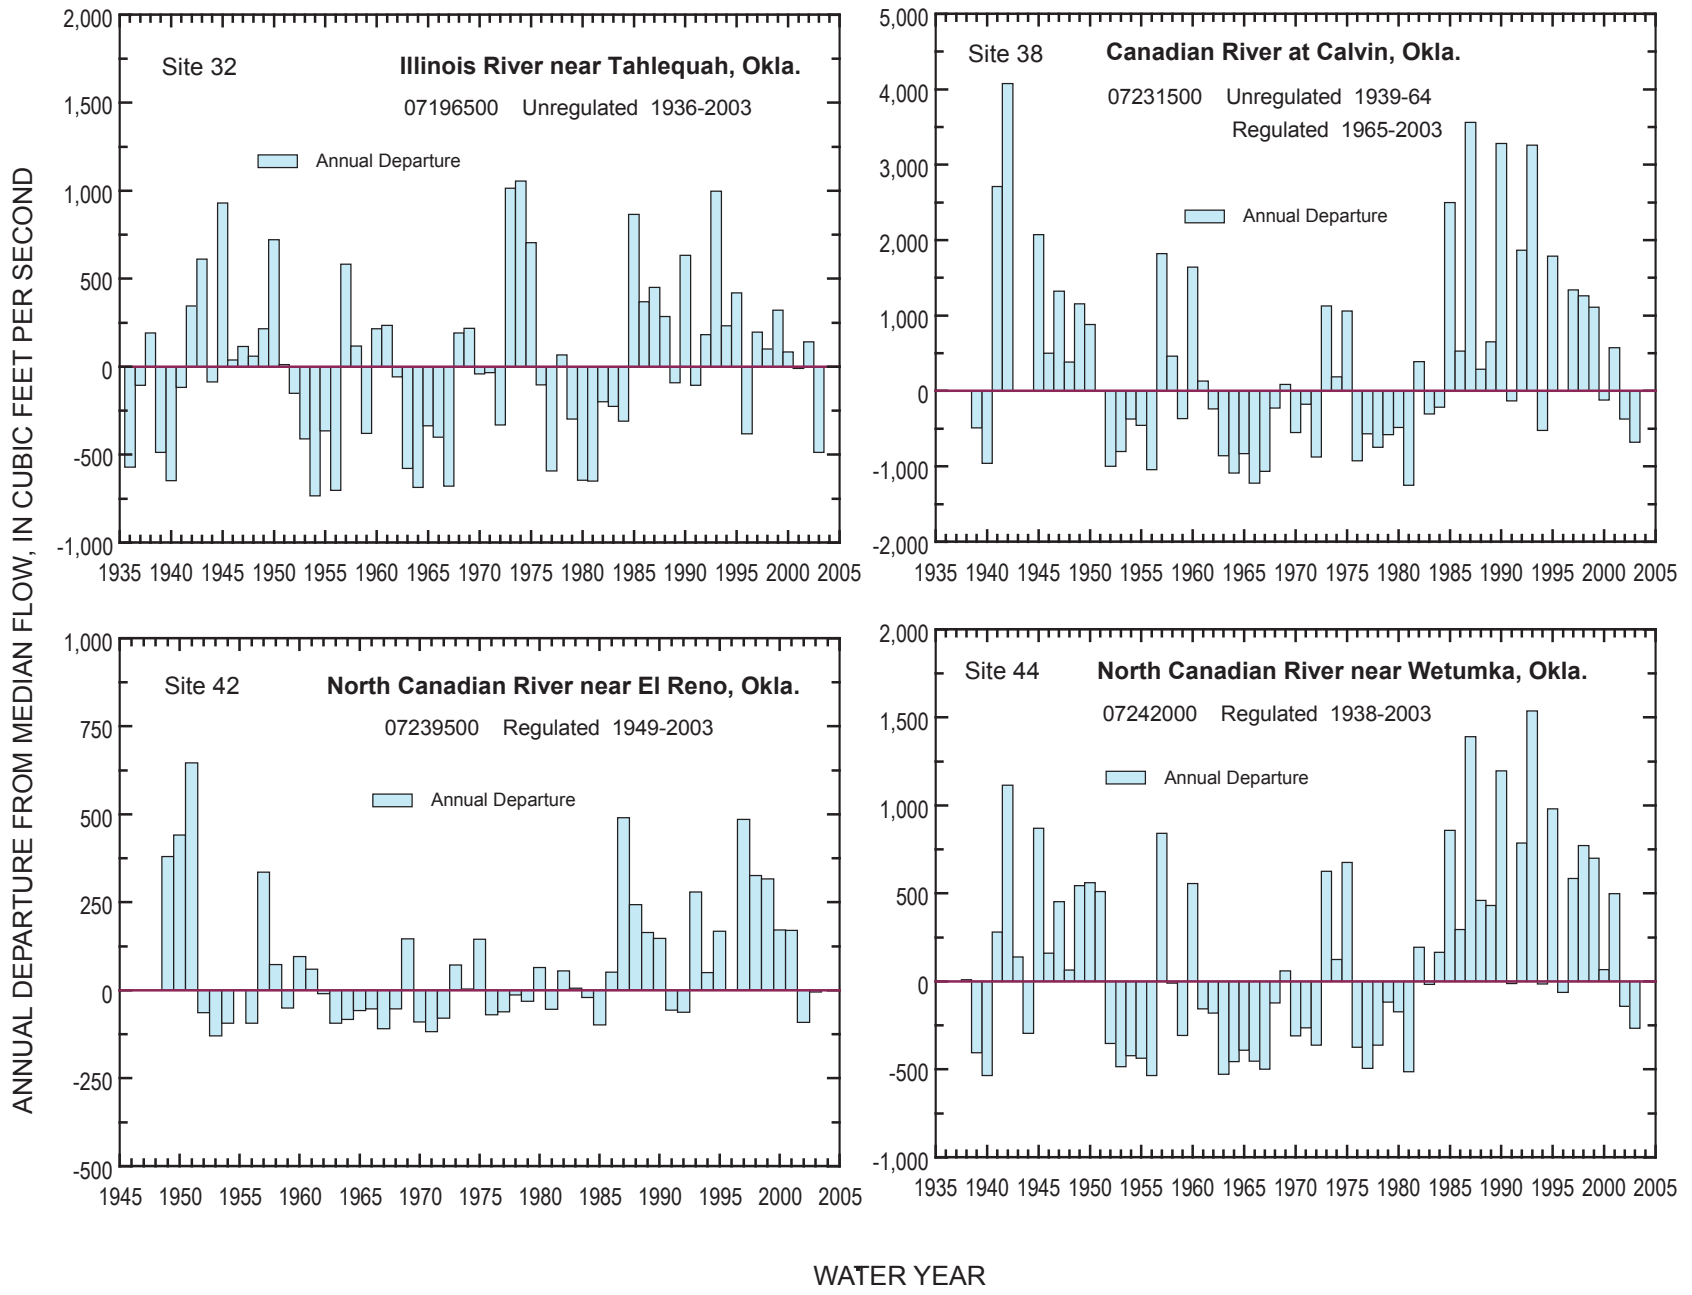 ANNUAL DEPARTURE FROM MEDIAN FLOW, IN CUBIC FEET PER SECOND
Site 32 Illinois River near Tahlequah, Okla.
07196500 Unregulated 1936-2003
Annual Departure
2,000
1,500
1,000
500
0
-500
-1,000
1935 1940 1945 1950 1955 1960 1965 1970 1975 1980 1985 1990 1995 2000 2005
Site 38 Canadian River at Calvin, Okla.
07231500 Unregulated 1939-64
Regulated 1965-2003
Annual Departure
5,000
4,000
3,000
2,000
1,000
0
-1,000
-2,000
1935 1940 1945 1950 1955 1960 1965 1970 1975 1980 1985 1990 1995 2000 2005
Site 42 North Canadian River near El Reno, Okla.
07239500 Regulated 1949-2003
Annual Departure
1,000
750
500
250
0
-250
-500
1945 1950 1955 1960 1965 1970 1975 1980 1985 1990 1995 2000 2005
Site 44 North Canadian River near Wetumka, Okla.
07242000 Regulated 1938-2003
Annual Departure
2,000
1,500
1,000
500
0
-500
-1,000
1935 1940 1945 1950 1955 1960 1965 1970 1975 1980 1985 1990 1995 2000 2005
WATER YEAR